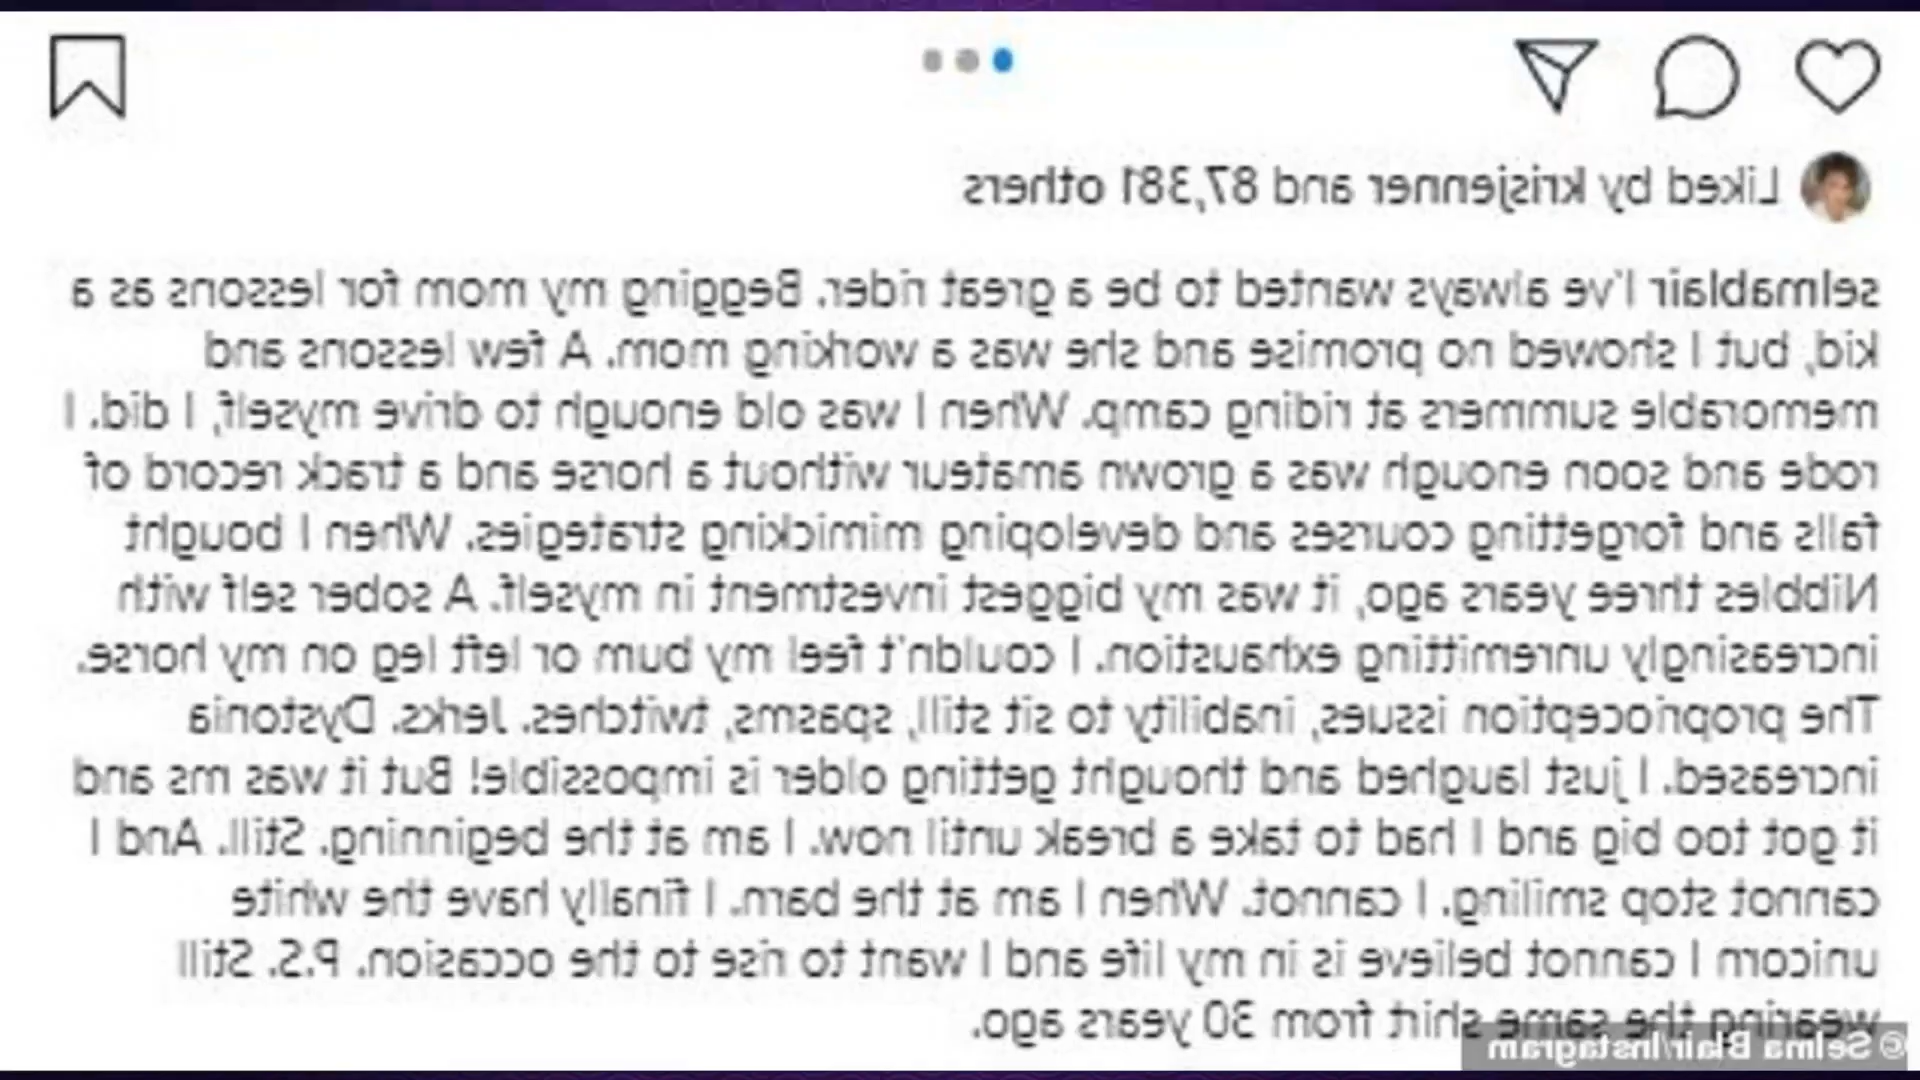 Liked by krisjenner and 87,381 others
selmablair I've always wanted to be a great rider. Begging my mom for lessons as a
kid, but I showed no promise and she was a working mom. A few lessons and
memorable summers at riding camp. When I was old enough to drive myself, I did. I
rode and soon enough was a grown amateur without a horse and a track record of
falls and forgetting courses and developing mimicking strategies. When I bought
Nibbles three years ago, it was my biggest investment in myself. A sober self with
increasingly unremitting exhaustion. I couldn't feel my bum or left leg on my horse.
The proprioception issues, inability to sit still, spasms, twitches. Jerks. Dystonia
increased. I just laughed and thought getting older is impossible! But it was ms and
it got too big and I had to take a break until now. I am at the beginning. Still. And I
cannot stop smiling. I cannot. When I am at the barn. I finally have the white
unicorn I cannot believe is in my life and I want to rise to the occasion. P.S. Still
wearing the same shirt from 30 years ago.
© Selma Blair/Instagram